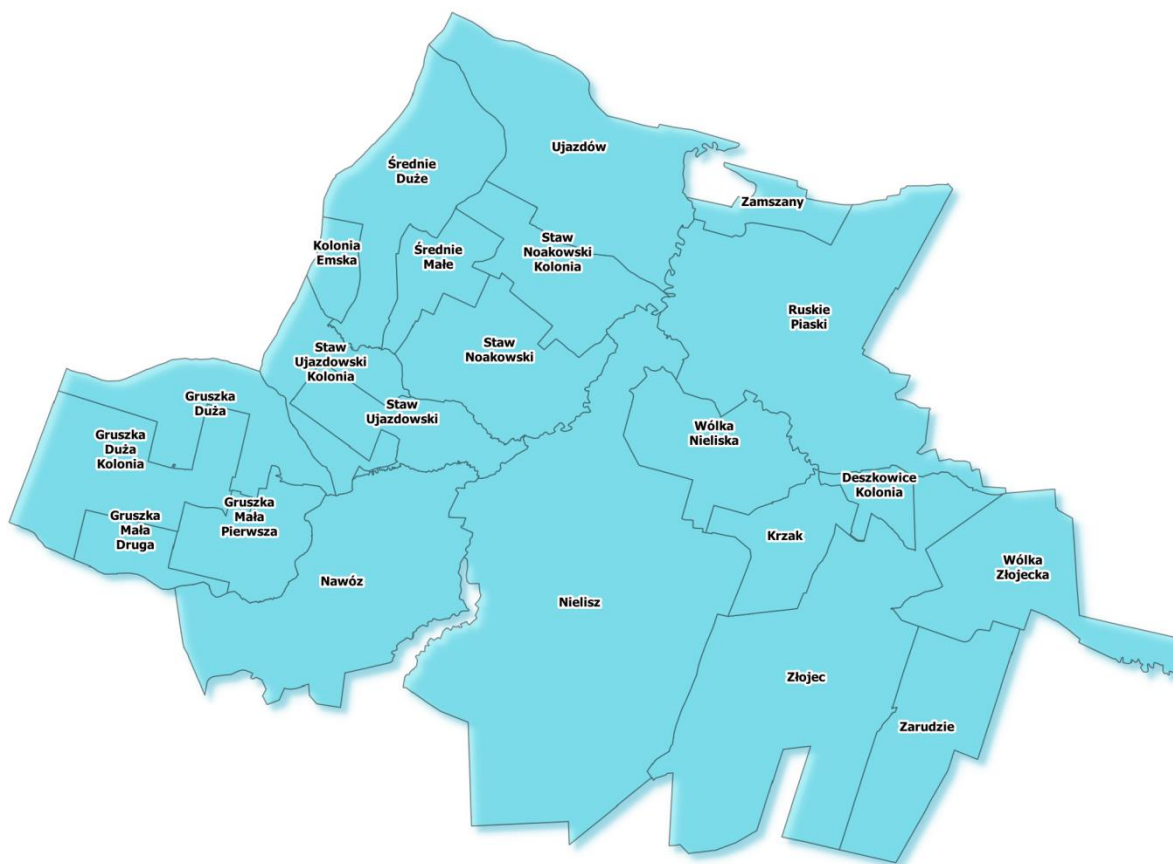 Ujazdów
Średnie
Duże
Zamszany
Kolonia
Emska
Średnie
Małe
Staw
Noakowski
Kolonia
Ruskie
Piaski
Staw
Ujazdowski
Kolonia
Staw
Noakowski
Gruszka
Duża
Staw
Ujazdowski
Wólka
Nieliska
Gruszka
Duża
Kolonia
Deszkowice
Kolonia
Gruszka
Mała
Pierwsza
Gruszka
Mała
Druga
Krzak
Wólka
Złojecka
Nawóz
Nielisz
Złojec
Zarudzie